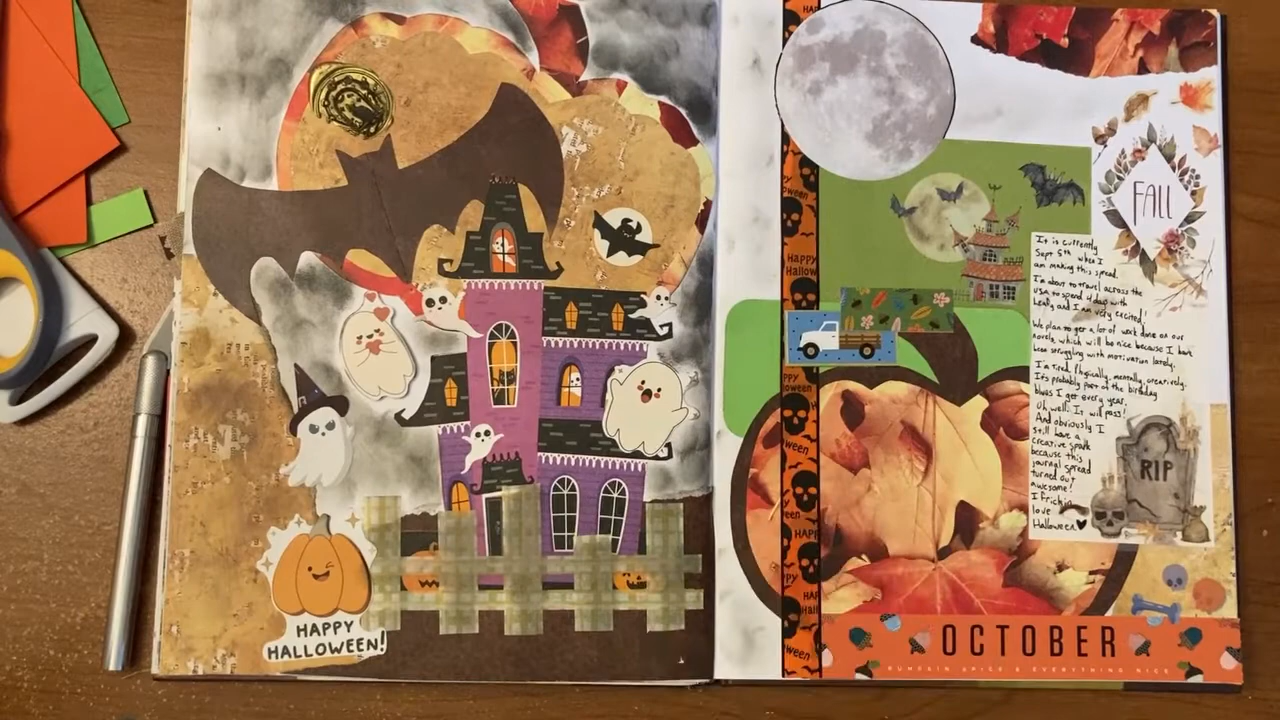 HAPPY
HALLOWEEN!
FALL
It is currently
Sept 5th when I
am making this spread.
I'm about to travel across the
USA to spend 4 days with
and I am very excited!
We plan to get a lot of work done on our
novels which will be nice because I have
been struggling with motivation lately.
I'm tired. Physically, mentally, creatively.
It's probably part of the birthday
blues I get every year.
Oh well. It will pass!
And obviously I
still have a
creative spark
because this
journal spread
turned out
awesome!
I frickin
love
Halloween
RIP
Happy
Halloween
OCTOBER
PUMPKIN SPICE & EVERYTHING NICE